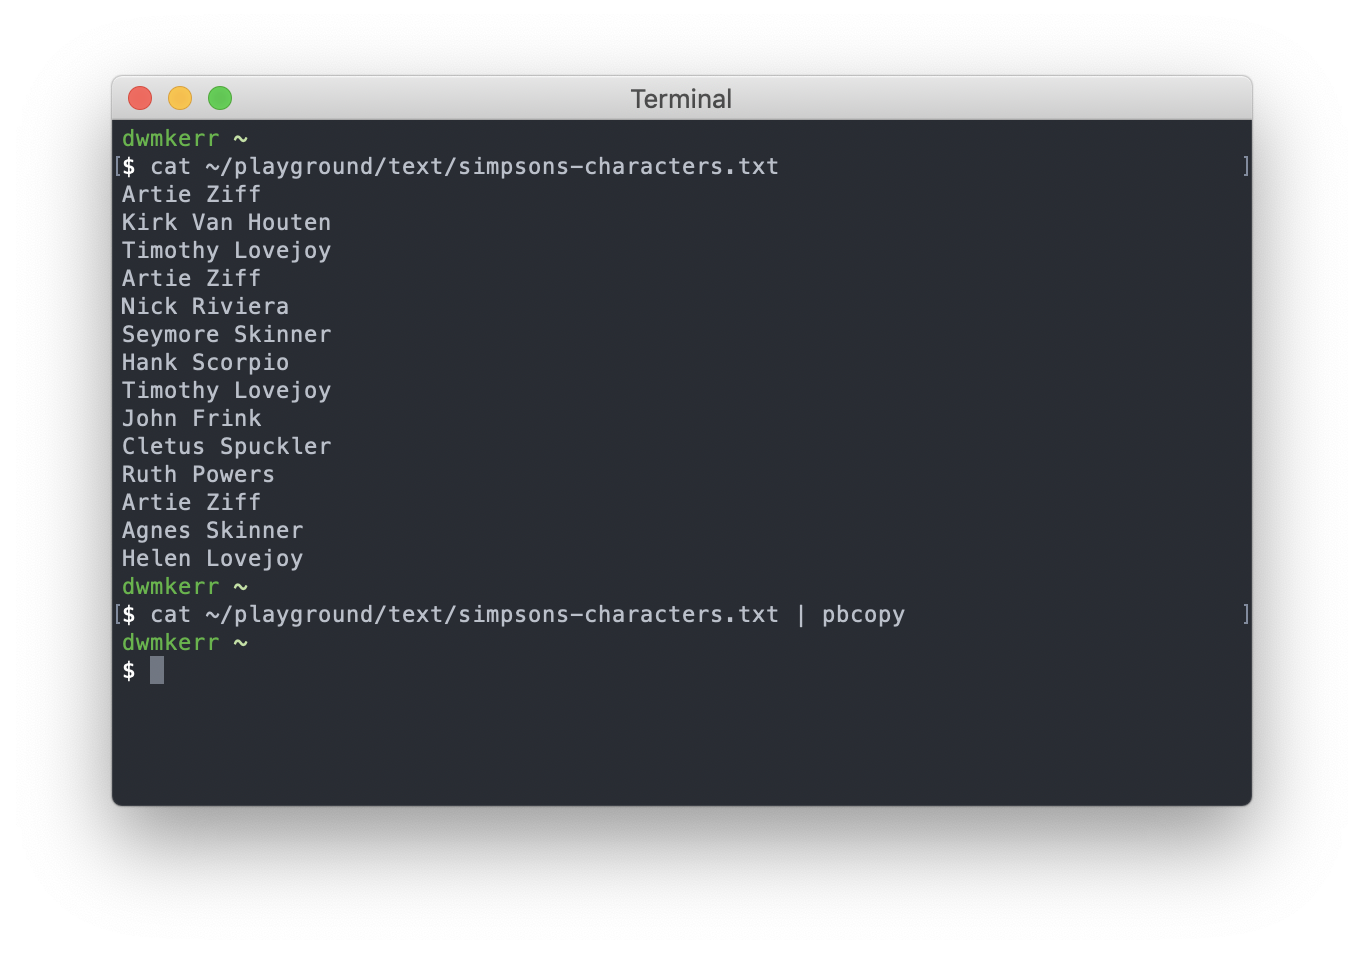 Terminal
dwmkerr ~
[$ cat ~/playground/text/simpsons-characters.txt ]
Artie Ziff
Kirk Van Houten
Timothy Lovejoy
Artie Ziff
Nick Riviera
Seymore Skinner
Hank Scorpio
Timothy Lovejoy
John Frink
Cletus Spuckler
Ruth Powers
Artie Ziff
Agnes Skinner
Helen Lovejoy
dwmkerr ~
[$ cat ~/playground/text/simpsons-characters.txt | pbcopy ]
dwmkerr ~
$